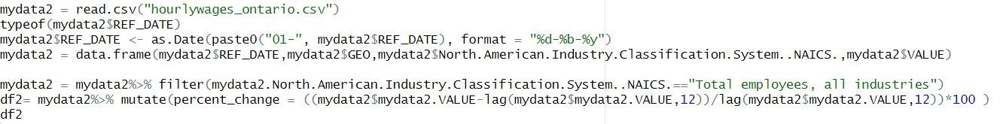 mydata2 = read.csv("hourlywages_ontario.csv")
typeof(mydata2$REF_DATE)
mydata2$REF_DATE <- as.Date(paste0("01-", mydata2$REF_DATE), format = "%d-%b-%y")
mydata2 = data.frame(mydata2$REF_DATE,mydata2$GEO,mydata2$North.American.Industry.Classification.System..NAICS.,mydata2$VALUE)
mydata2 = mydata2%>% filter(mydata2.North.American.Industry.Classification.System..NAICS.=="Total employees, all industries")
df2= mydata2%>% mutate(percent_change = ((mydata2$mydata2.VALUE-lag(mydata2$mydata2.VALUE,12))/lag(mydata2$mydata2.VALUE,12))*100 )
df2